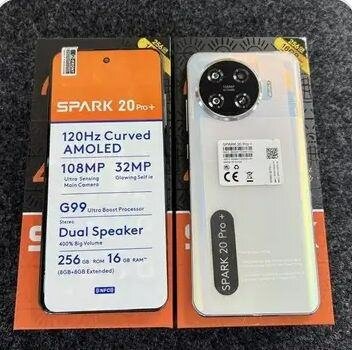 SPARK 20 Pro+
120Hz Curved
AMOLED
108MP 32MP
Ultra Sensing Glowing Selfie
Main Camera
G99 Ultra Boost Processor
Stereo
Dual Speaker
400% Big Volume
256 GB ROM 16 GB RAM
(8GB+8GB Extended)
NFC
256GB
108MP
SPARK 20 Pro+
SPARK 20 Pro +